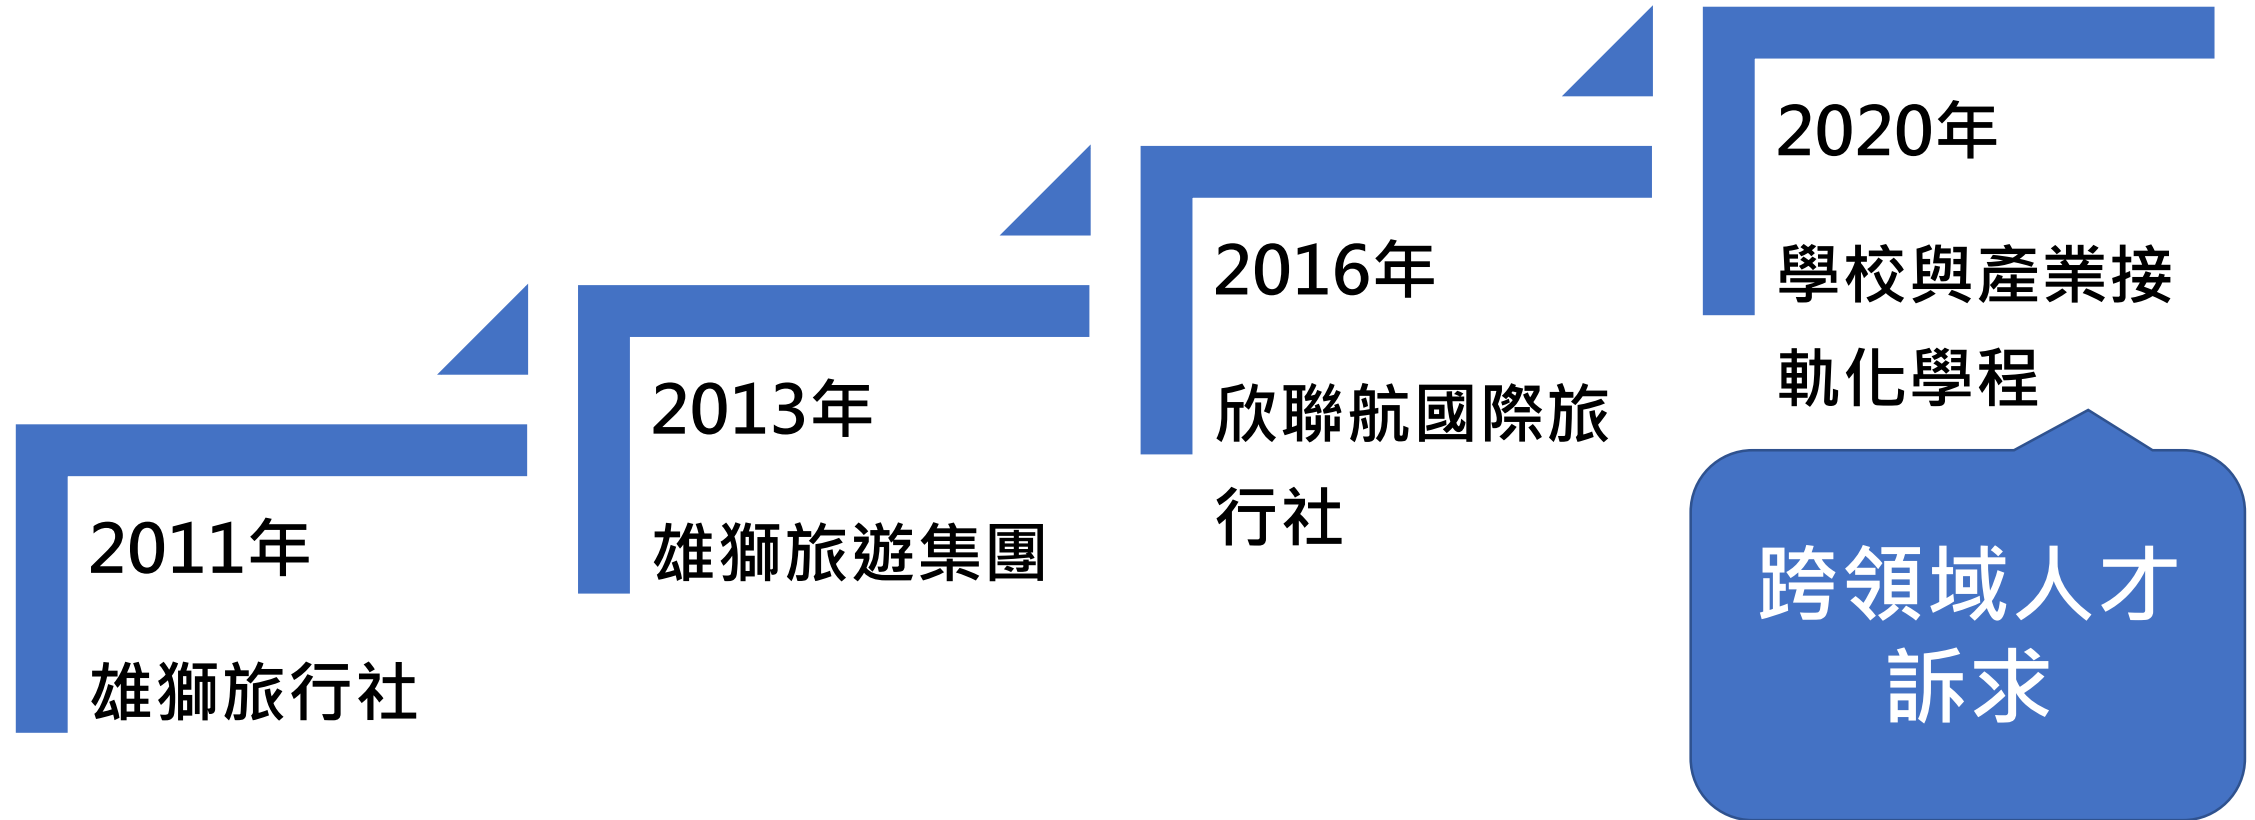 2011年
雄獅旅行社
2013年
雄獅旅遊集團
2016年
欣聯航國際旅
行社
2020年
學校與產業接
軌化學程
跨領域人才
訴求